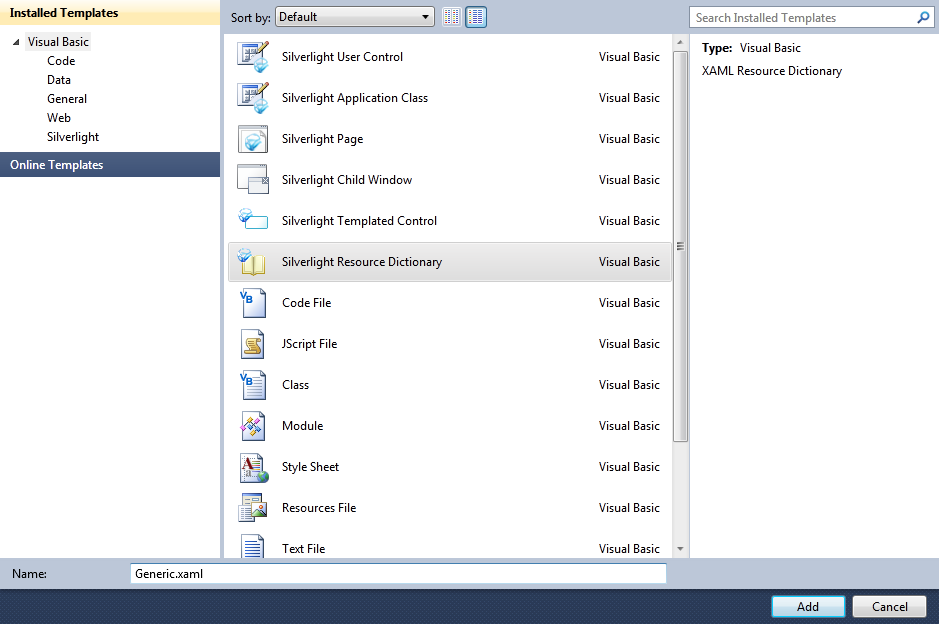 Installed Templates
Sort by: Default
Search Installed Templates
Visual Basic
Code
Data
General
Web
Silverlight
Online Templates
Silverlight User Control Visual Basic
Silverlight Application Class Visual Basic
Silverlight Page Visual Basic
Silverlight Child Window Visual Basic
Silverlight Templated Control Visual Basic
Silverlight Resource Dictionary Visual Basic
Code File Visual Basic
JScript File Visual Basic
Class Visual Basic
Module Visual Basic
Style Sheet Visual Basic
Resources File Visual Basic
Text File Visual Basic
Type: Visual Basic
XAML Resource Dictionary
Name: Generic.xaml
Add Cancel